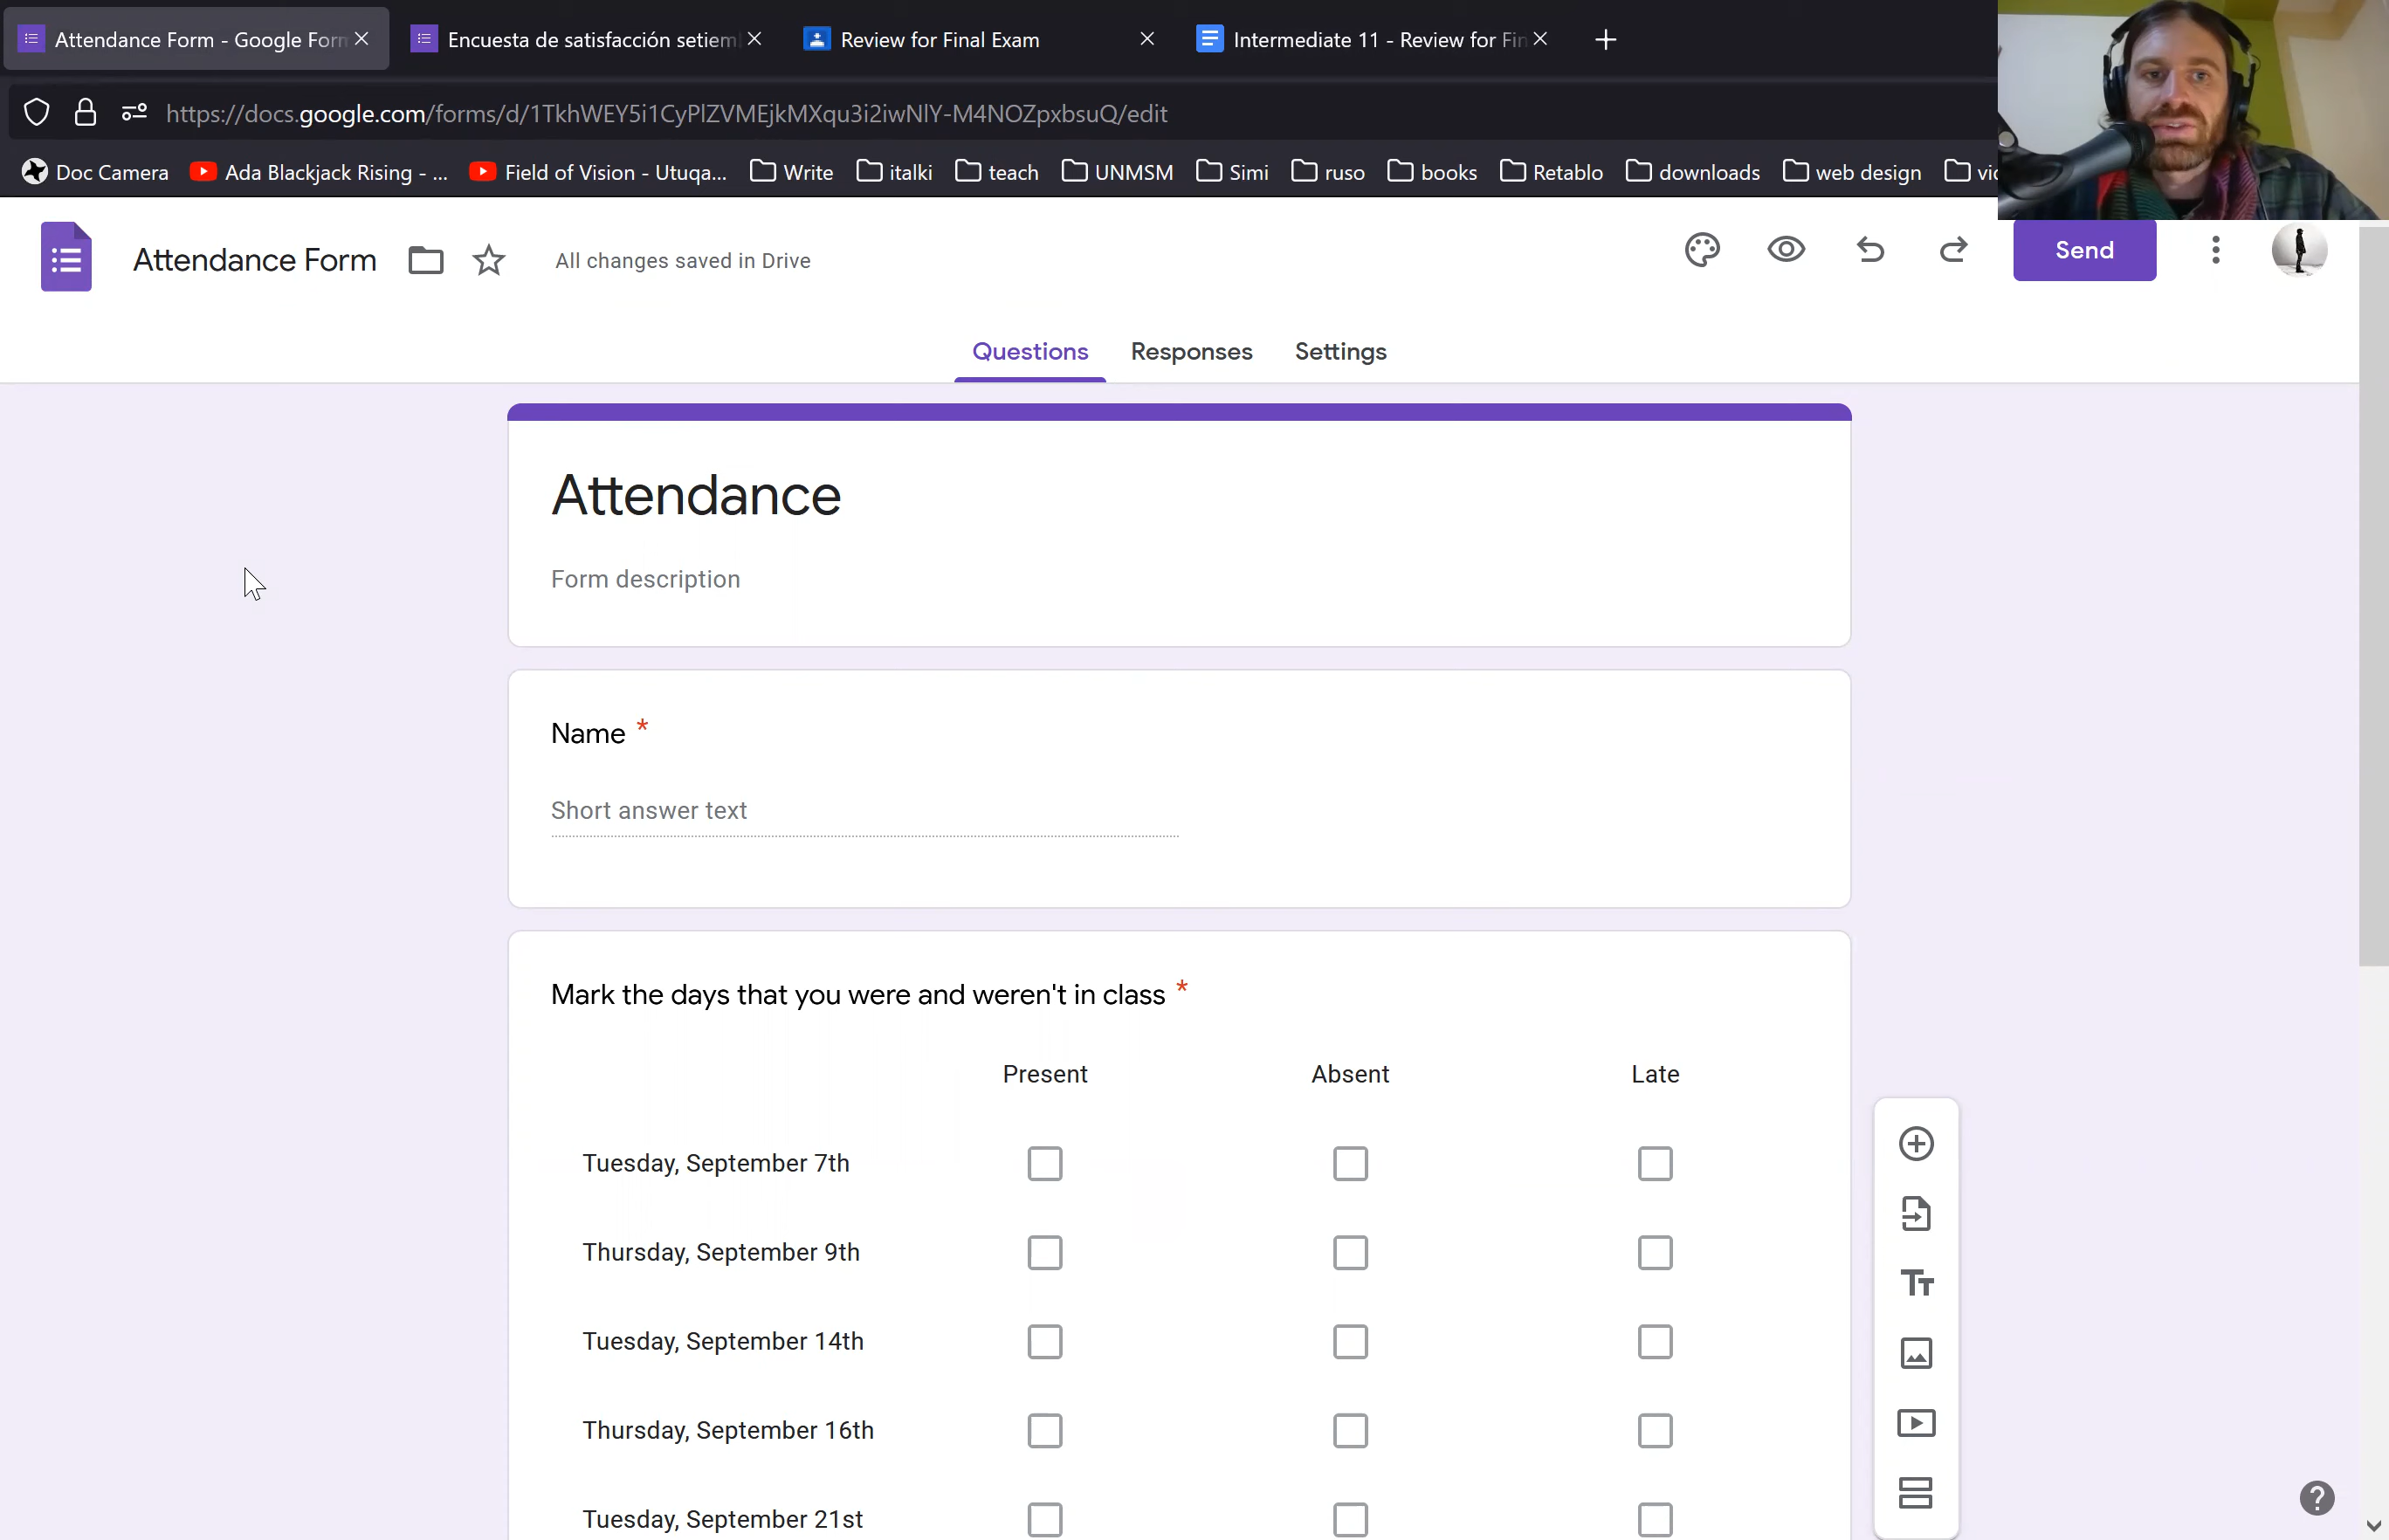 Attendance Form - Google Form
Encuesta de satisfacción setiem
Review for Final Exam
Intermediate 11 - Review for Fin
https://docs.google.com/forms/d/1TkhWEY5i1CyPlZVMEjkMXqu3i2iwNlY-M4NOZpxbsuQ/edit
Doc Camera
Ada Blackjack Rising - ...
Field of Vision - Utuqa...
Write
italki
teach
UNMSM
Simi
ruso
books
Retablo
downloads
web design
Attendance Form
All changes saved in Drive
Send
Questions
Responses
Settings
Attendance
Form description
Name *
Short answer text
Mark the days that you were and weren't in class *
Present Absent Late
Tuesday, September 7th
Thursday, September 9th
Tuesday, September 14th
Thursday, September 16th
Tuesday, September 21st